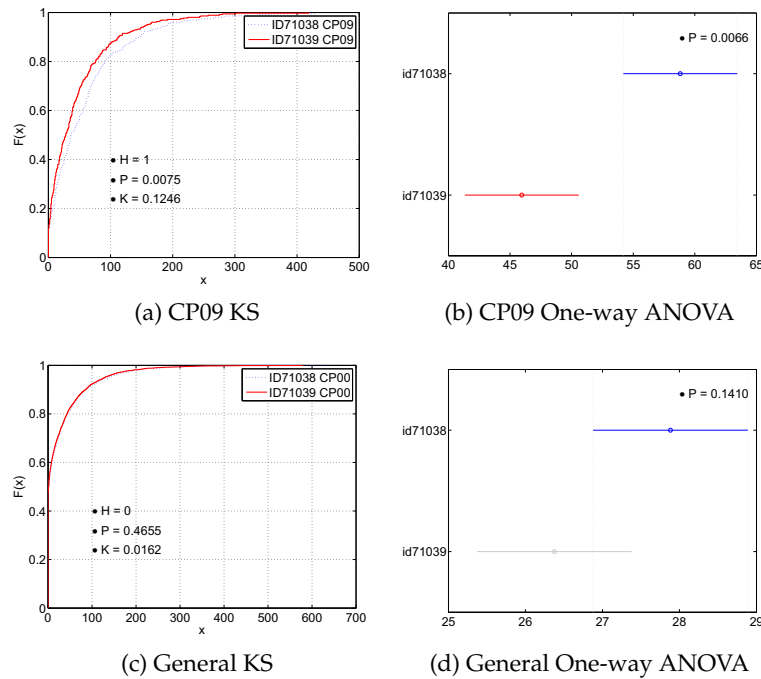 1
0.8
0.6
0.4
0.2
0
F(x)
ID71038 CP09
ID71039 CP09
H = 1
P = 0.0075
K = 0.1246
0 100 200 300 400 500
x
(a) CP09 KS
P = 0.0066
id71038
id71039
40 45 50 55 60 65
(b) CP09 One-way ANOVA
1
0.8
0.6
0.4
0.2
0
F(x)
ID71038 CP00
ID71039 CP00
H = 0
P = 0.4655
K = 0.0162
0 100 200 300 400 500 600 700
x
(c) General KS
P = 0.1410
id71038
id71039
25 26 27 28 29
(d) General One-way ANOVA